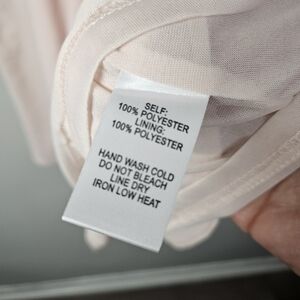 SELF:
100% POLYESTER
LINING:
100% POLYESTER
HAND WASH COLD
DO NOT BLEACH
LINE DRY
IRON LOW HEAT